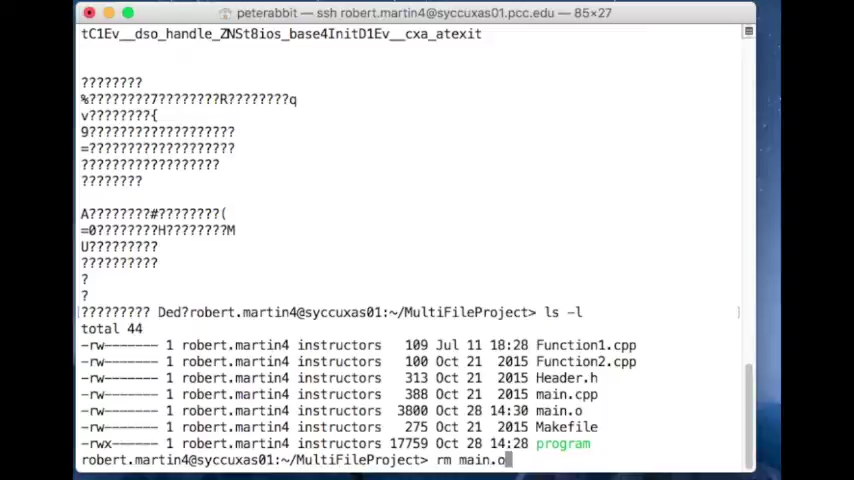 peterabbit — ssh robert.martin4@syccuxas01.pcc.edu — 85×27
tC1Ev__dso_handle_ZNSt8ios_base4InitD1Ev__cxa_atexit
????????
%????????7????????R????????q
v????????{
9???????????????????
=???????????????????
??????????????????
????????
A????????#????????(
=0????????H????????M
U?????????
??????????
?
?
????????? Ded?robert.martin4@syccuxas01:~/MultiFileProject> ls -l
total 44
-rw------- 1 robert.martin4 instructors 109 Jul 11 18:28 Function1.cpp
-rw------- 1 robert.martin4 instructors 100 Oct 21 2015 Function2.cpp
-rw------- 1 robert.martin4 instructors 313 Oct 21 2015 Header.h
-rw------- 1 robert.martin4 instructors 388 Oct 21 2015 main.cpp
-rw------- 1 robert.martin4 instructors 3800 Oct 28 14:30 main.o
-rw------- 1 robert.martin4 instructors 275 Oct 21 2015 Makefile
-rwx------ 1 robert.martin4 instructors 17759 Oct 28 14:28 program
robert.martin4@syccuxas01:~/MultiFileProject> rm main.o